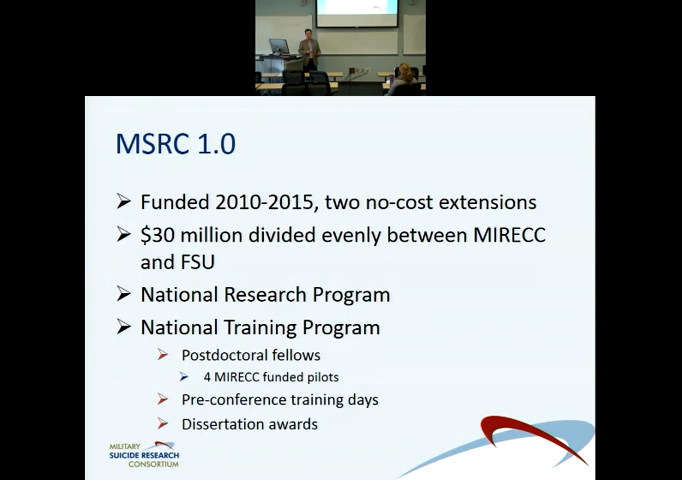 MSRC 1.0
Funded 2010-2015, two no-cost extensions
$30 million divided evenly between MIRECC
and FSU
National Research Program
National Training Program
Postdoctoral fellows
4 MIRECC funded pilots
Pre-conference training days
Dissertation awards
MILITARY
SUICIDE RESEARCH
CONSORTIUM